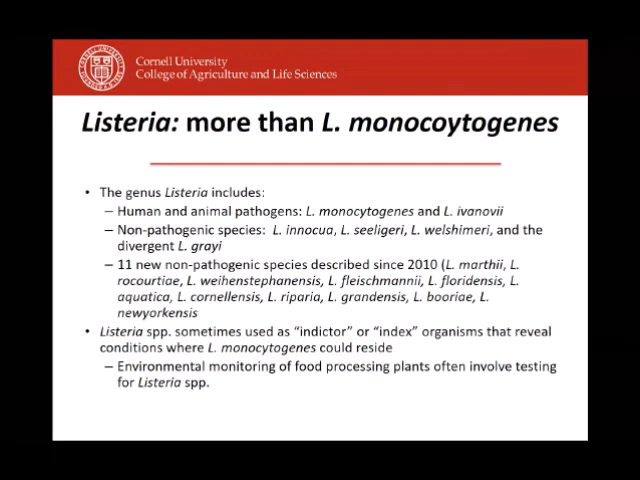 Cornell University
College of Agriculture and Life Sciences
Listeria: more than L. monocoytogenes
• The genus Listeria includes:
– Human and animal pathogens: L. monocytogenes and L. ivanovii
– Non-pathogenic species: L. innocua, L. seeligeri, L. welshimeri, and the
divergent L. grayi
– 11 new non-pathogenic species described since 2010 (L. marthii, L.
rocourtiae, L. weihenstephanensis, L. fleischmannii, L. floridensis, L.
aquatica, L. cornellensis, L. riparia, L. grandensis, L. booriae, L.
newyorkensis
• Listeria spp. sometimes used as “indictor” or “index” organisms that reveal
conditions where L. monocytogenes could reside
– Environmental monitoring of food processing plants often involve testing
for Listeria spp.